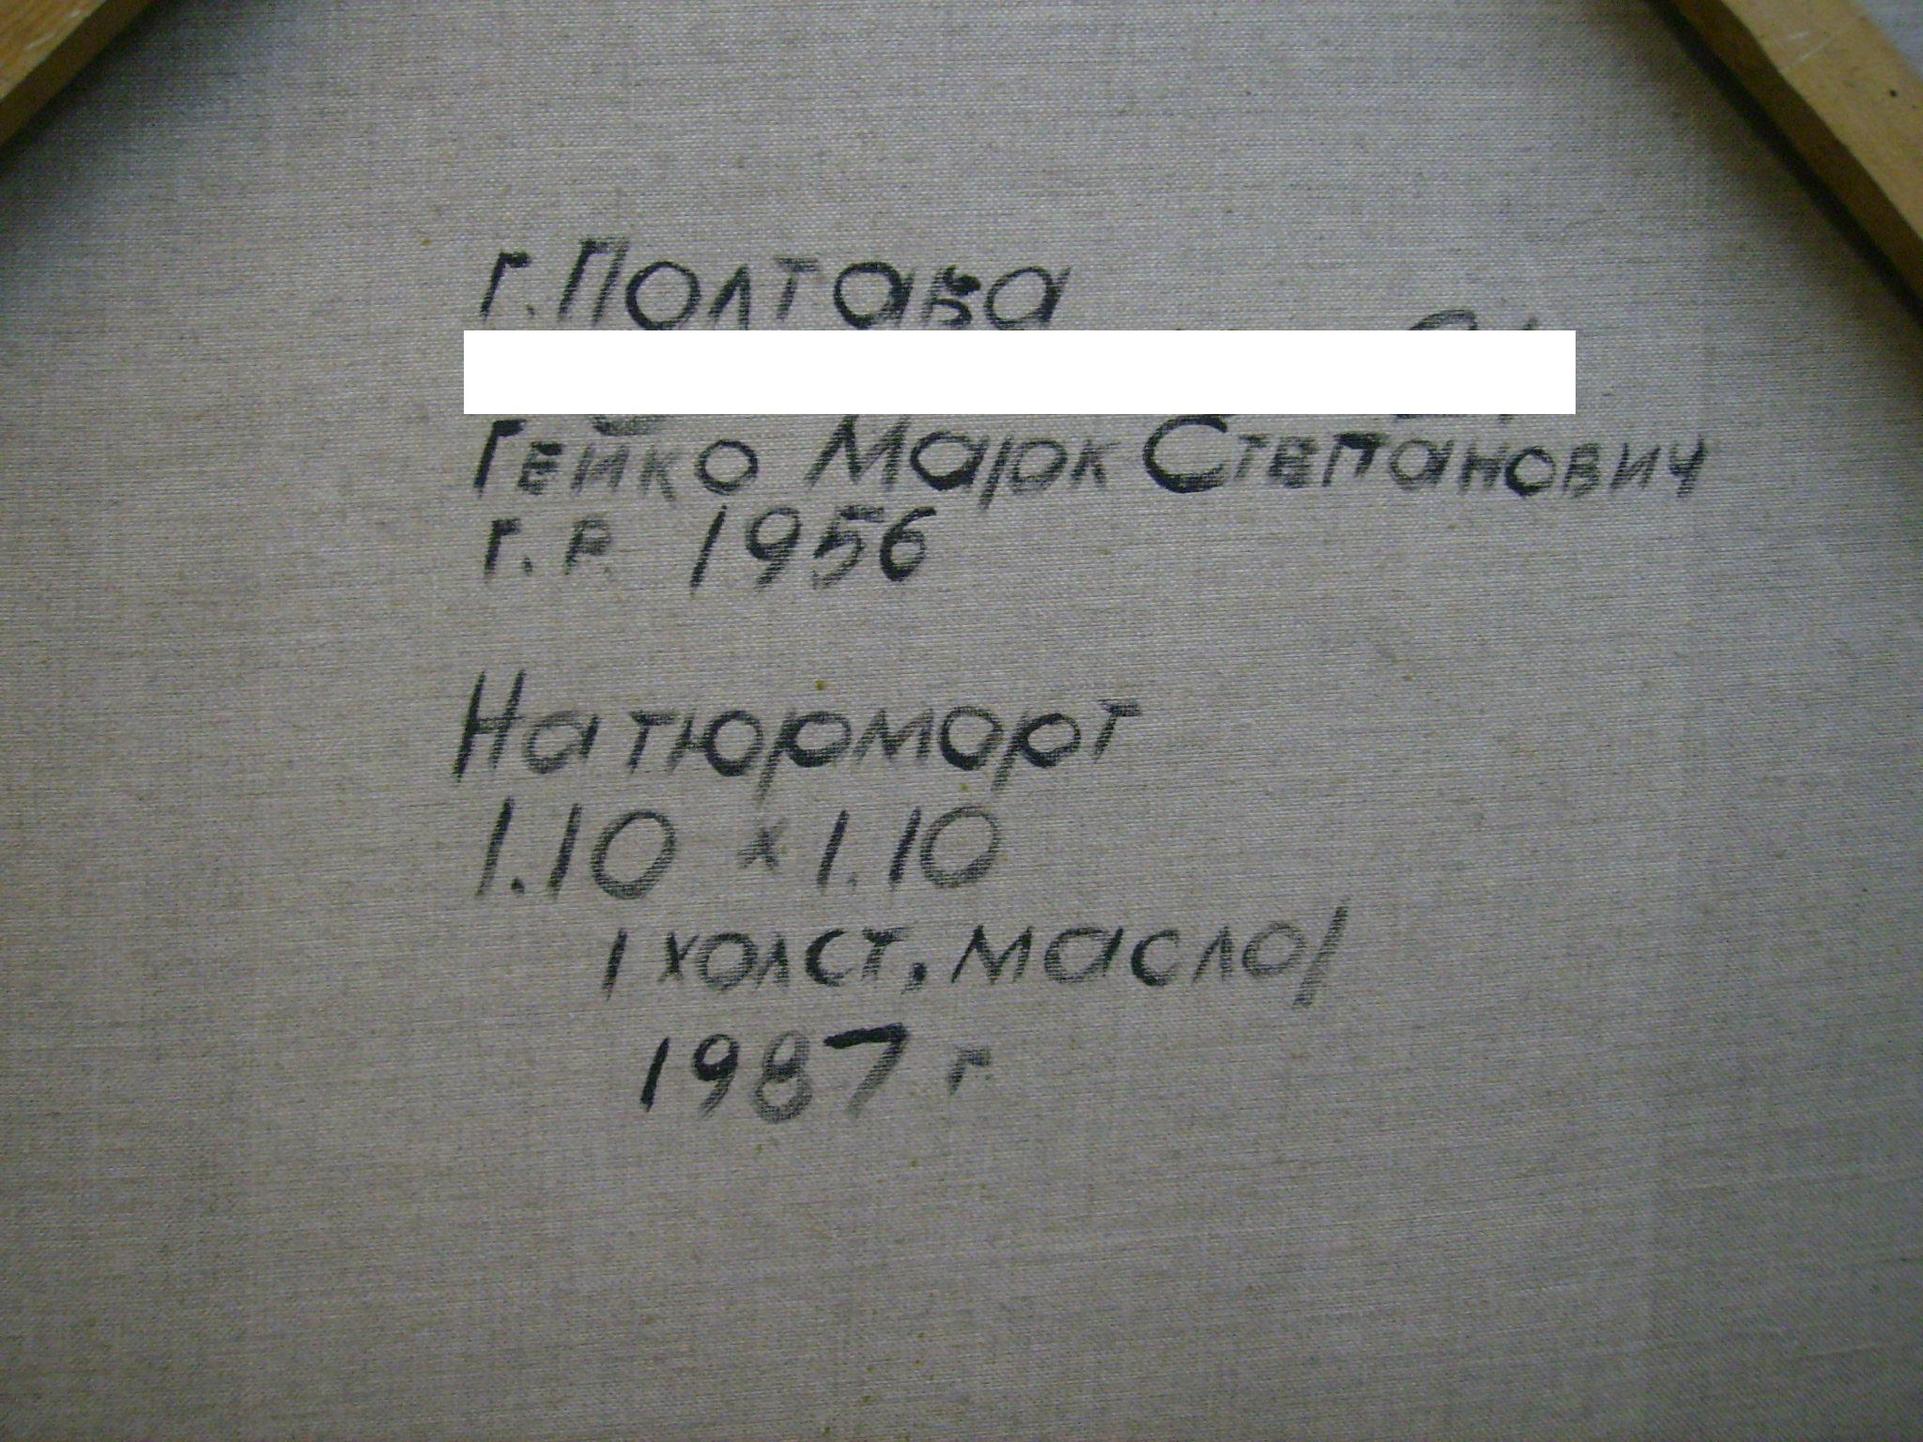 г. Полтава
Гейко Марк Степанович
г. р. 1956
Натюрморт
1.10 х 1.10
/холст, масло/
1987 г.